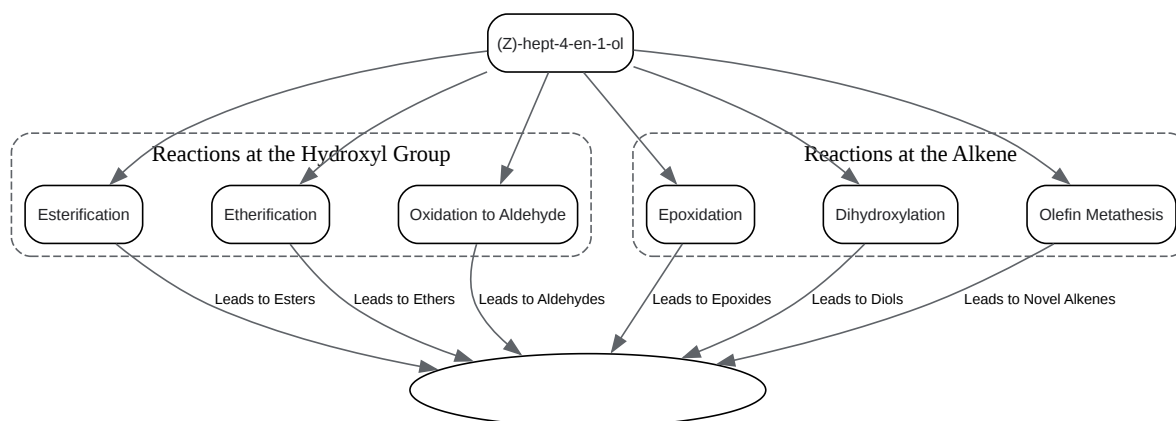 (Z)-hept-4-en-1-ol
Reactions at the Hydroxyl Group
Reactions at the Alkene
Esterification
Etherification
Oxidation to Aldehyde
Epoxidation
Dihydroxylation
Olefin Metathesis
Leads to Esters
Leads to Ethers
Leads to Aldehydes
Leads to Epoxides
Leads to Diols
Leads to Novel Alkenes